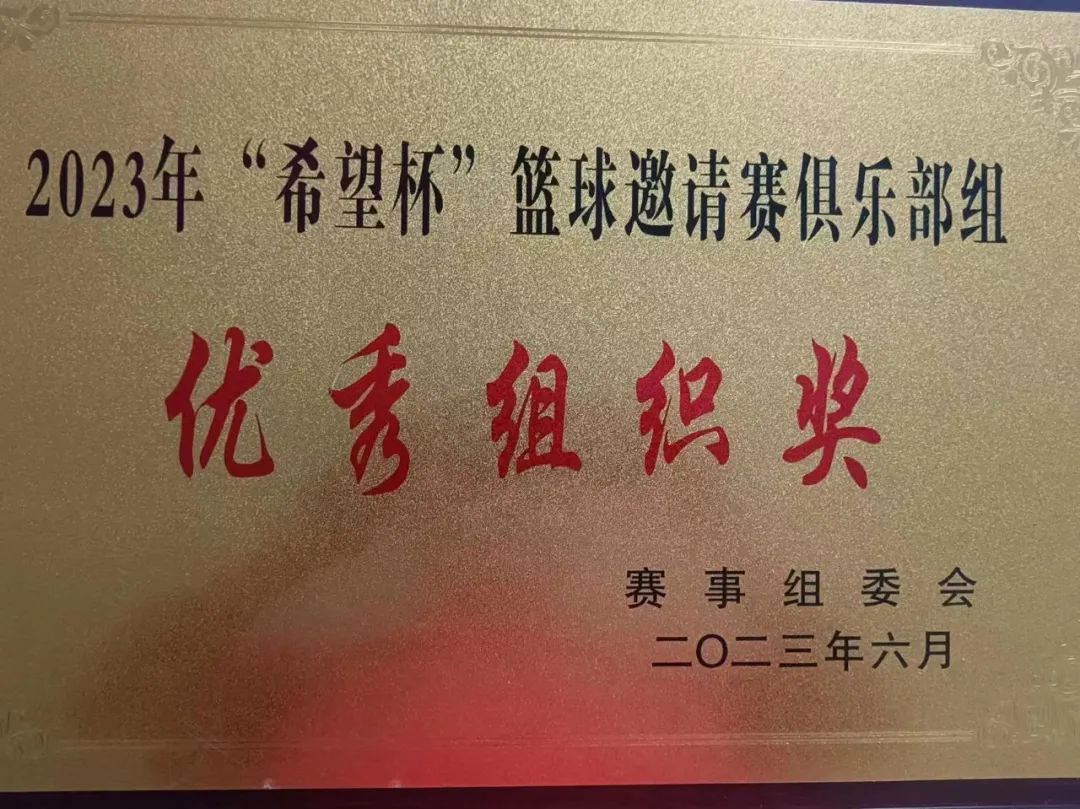 2023年“希望杯”篮球邀请赛俱乐部组
优秀组织奖
赛事组委会
二〇二三年六月